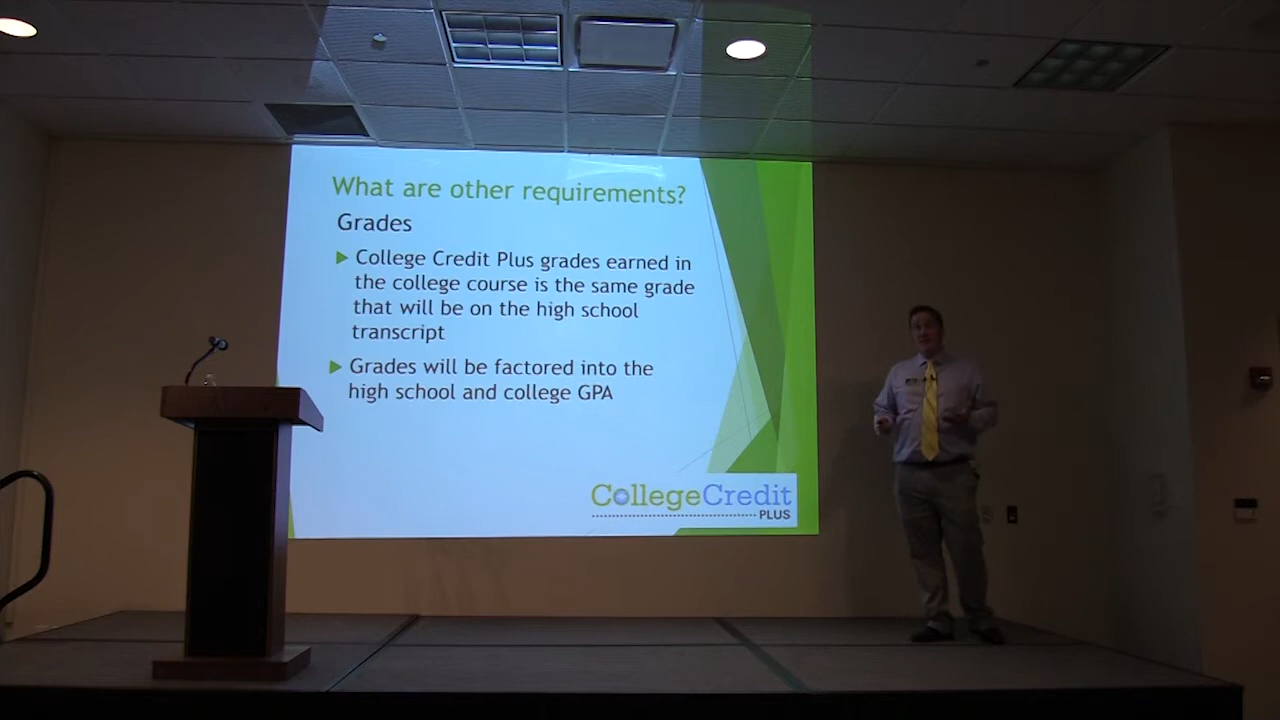 What are other requirements?
Grades
College Credit Plus grades earned in
the college course is the same grade
that will be on the high school
transcript
Grades will be factored into the
high school and college GPA
CollegeCredit
PLUS